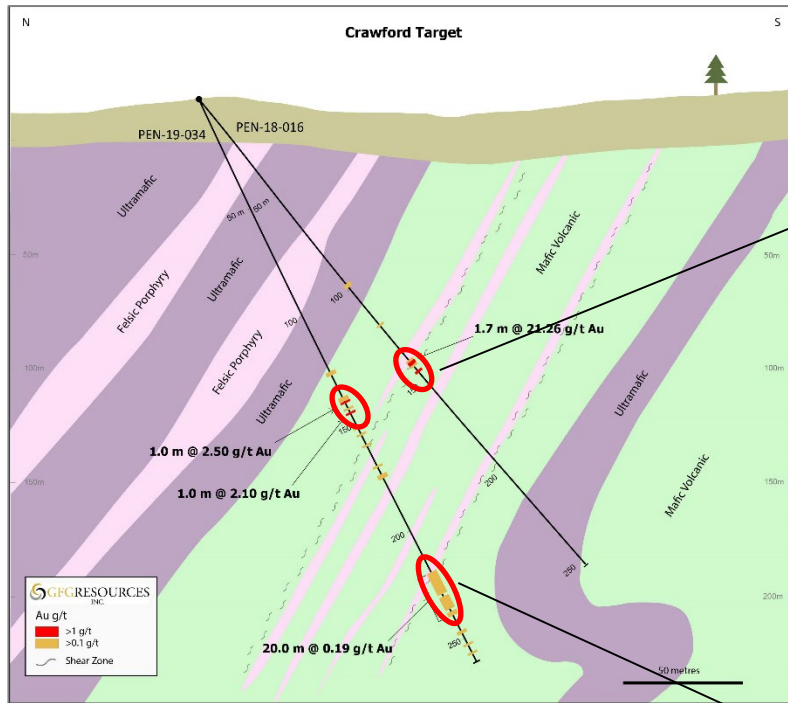 N
S
Crawford Target
PEN-19-034
PEN-18-016
Ultramafic
Felsic Porphyry
Ultramafic
Felsic Porphyry
Ultramafic
Mafic Volcanic
Ultramafic
Mafic Volcanic
50 m
50 m
50m
50m
100
100
1.7 m @ 21.26 g/t Au
100m
100m
150
1.0 m @ 2.50 g/t Au
1.0 m @ 2.10 g/t Au
150m
150m
200
200
250
200m
20.0 m @ 0.19 g/t Au
250
GFGRESOURCES
INC.
Au g/t
>1 g/t
>0.1 g/t
Shear Zone
50 metres